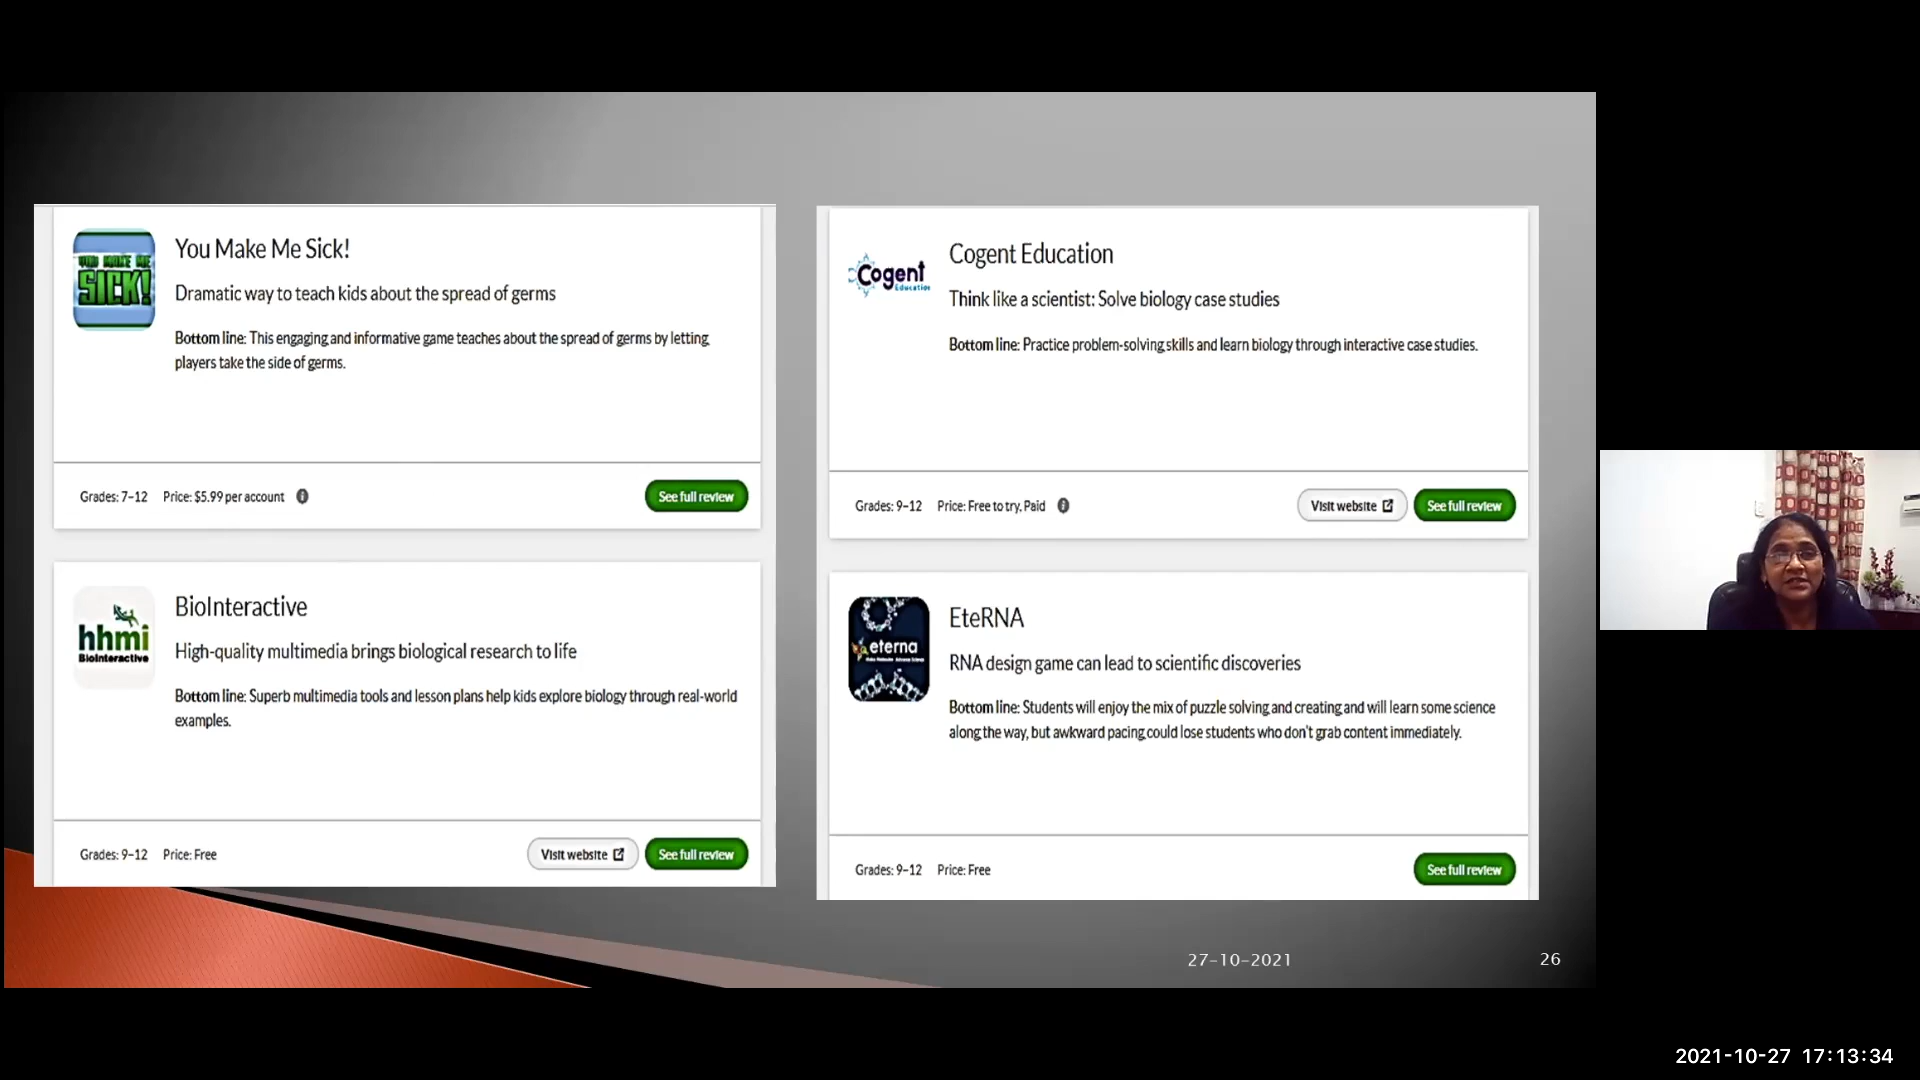 YOU MAKE ME
SICK!
You Make Me Sick!
Dramatic way to teach kids about the spread of germs
Bottom line: This engaging and informative game teaches about the spread of germs by letting
players take the side of germs.
Grades: 7–12 Price: $5.99 per account
See full review
hhmi
BioInteractive
BioInteractive
High-quality multimedia brings biological research to life
Bottom line: Superb multimedia tools and lesson plans help kids explore biology through real-world
examples.
Grades: 9–12 Price: Free
Visit website See full review
Cogent
Education
Cogent Education
Think like a scientist: Solve biology case studies
Bottom line: Practice problem-solving skills and learn biology through interactive case studies.
Grades: 9–12 Price: Free to try, Paid
Visit website See full review
eterna
EteRNA
RNA design game can lead to scientific discoveries
Bottom line: Students will enjoy the mix of puzzle solving and creating and will learn some science
along the way, but awkward pacing could lose students who don't grab content immediately.
Grades: 9–12 Price: Free
See full review
27-10-2021
26
2021-10-27 17:13:34